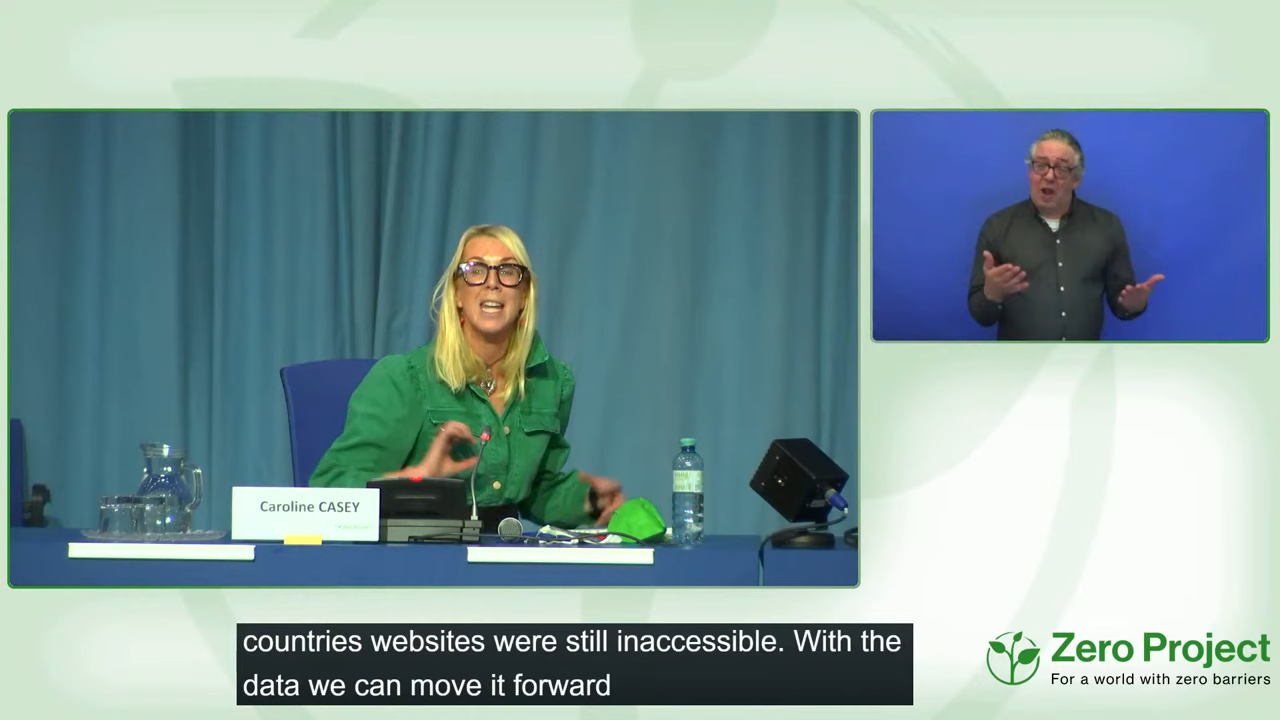 Caroline CASEY
countries websites were still inaccessible. With the
data we can move it forward
Zero Project
For a world with zero barriers